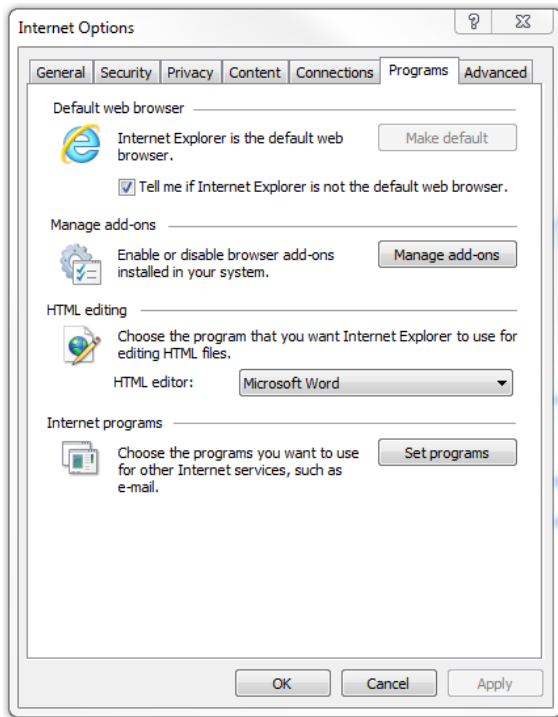 Internet Options
General Security Privacy Content Connections Programs Advanced
Default web browser
Internet Explorer is the default web
browser.
Make default
Tell me if Internet Explorer is not the default web browser.
Manage add-ons
Enable or disable browser add-ons
installed in your system.
Manage add-ons
HTML editing
Choose the program that you want Internet Explorer to use for
editing HTML files.
HTML editor: Microsoft Word
Internet programs
Choose the programs you want to use
for other Internet services, such as
e-mail.
Set programs
OK Cancel Apply